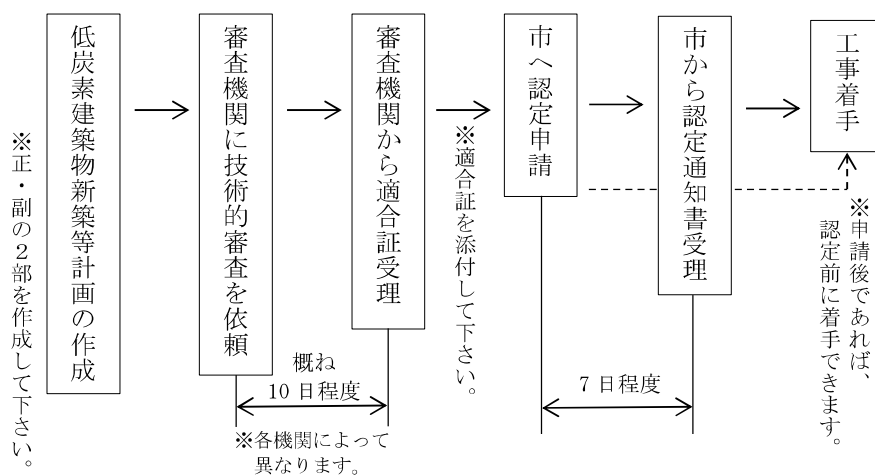 低炭素建築物新築等計画の作成
※正・副の２部を作成して下さい。
審査機関に技術的審査を依頼
審査機関から適合証受理
概ね
10 日程度
※各機関によって
異なります。
※適合証を添付して下さい。
市へ認定申請
市から認定通知書受理
7 日程度
工事着手
※申請後であれば、
認定前に着手できます。